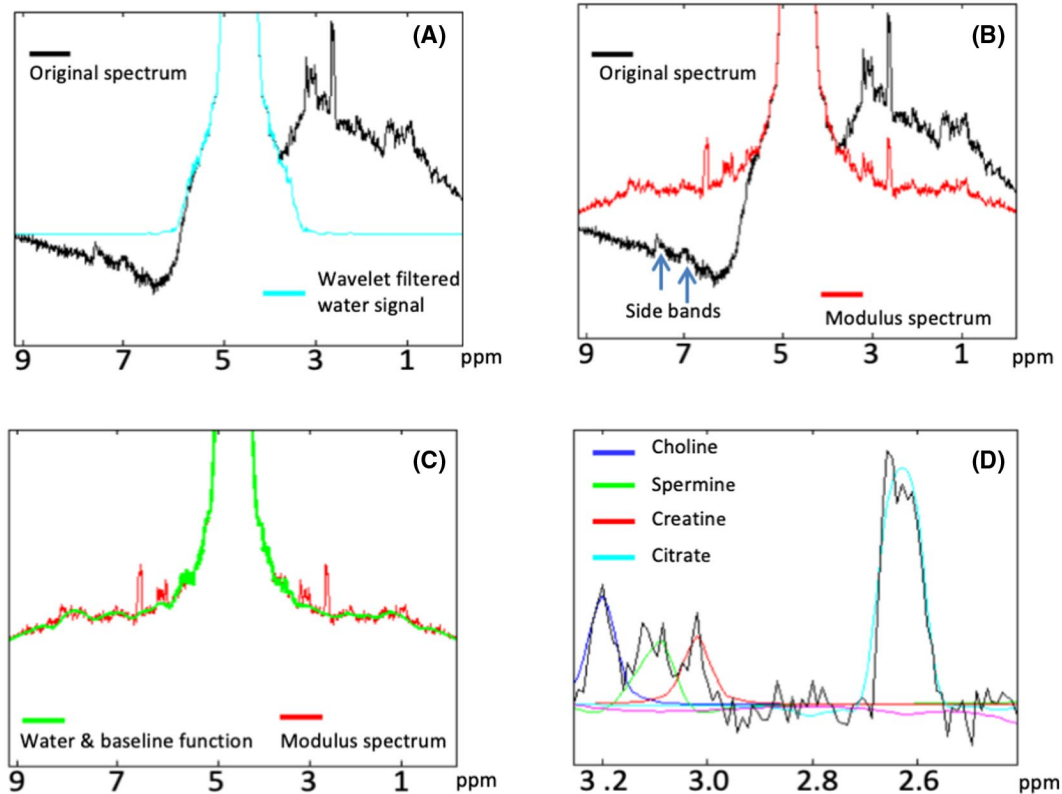 (A)
Original spectrum
Wavelet filtered
water signal
9 7 5 3 1 ppm
(B)
Original spectrum
Side bands
Modulus spectrum
9 7 5 3 1 ppm
(C)
Water & baseline function
Modulus spectrum
9 7 5 3 1 ppm
(D)
Choline
Spermine
Creatine
Citrate
3.2 3.0 2.8 2.6 ppm